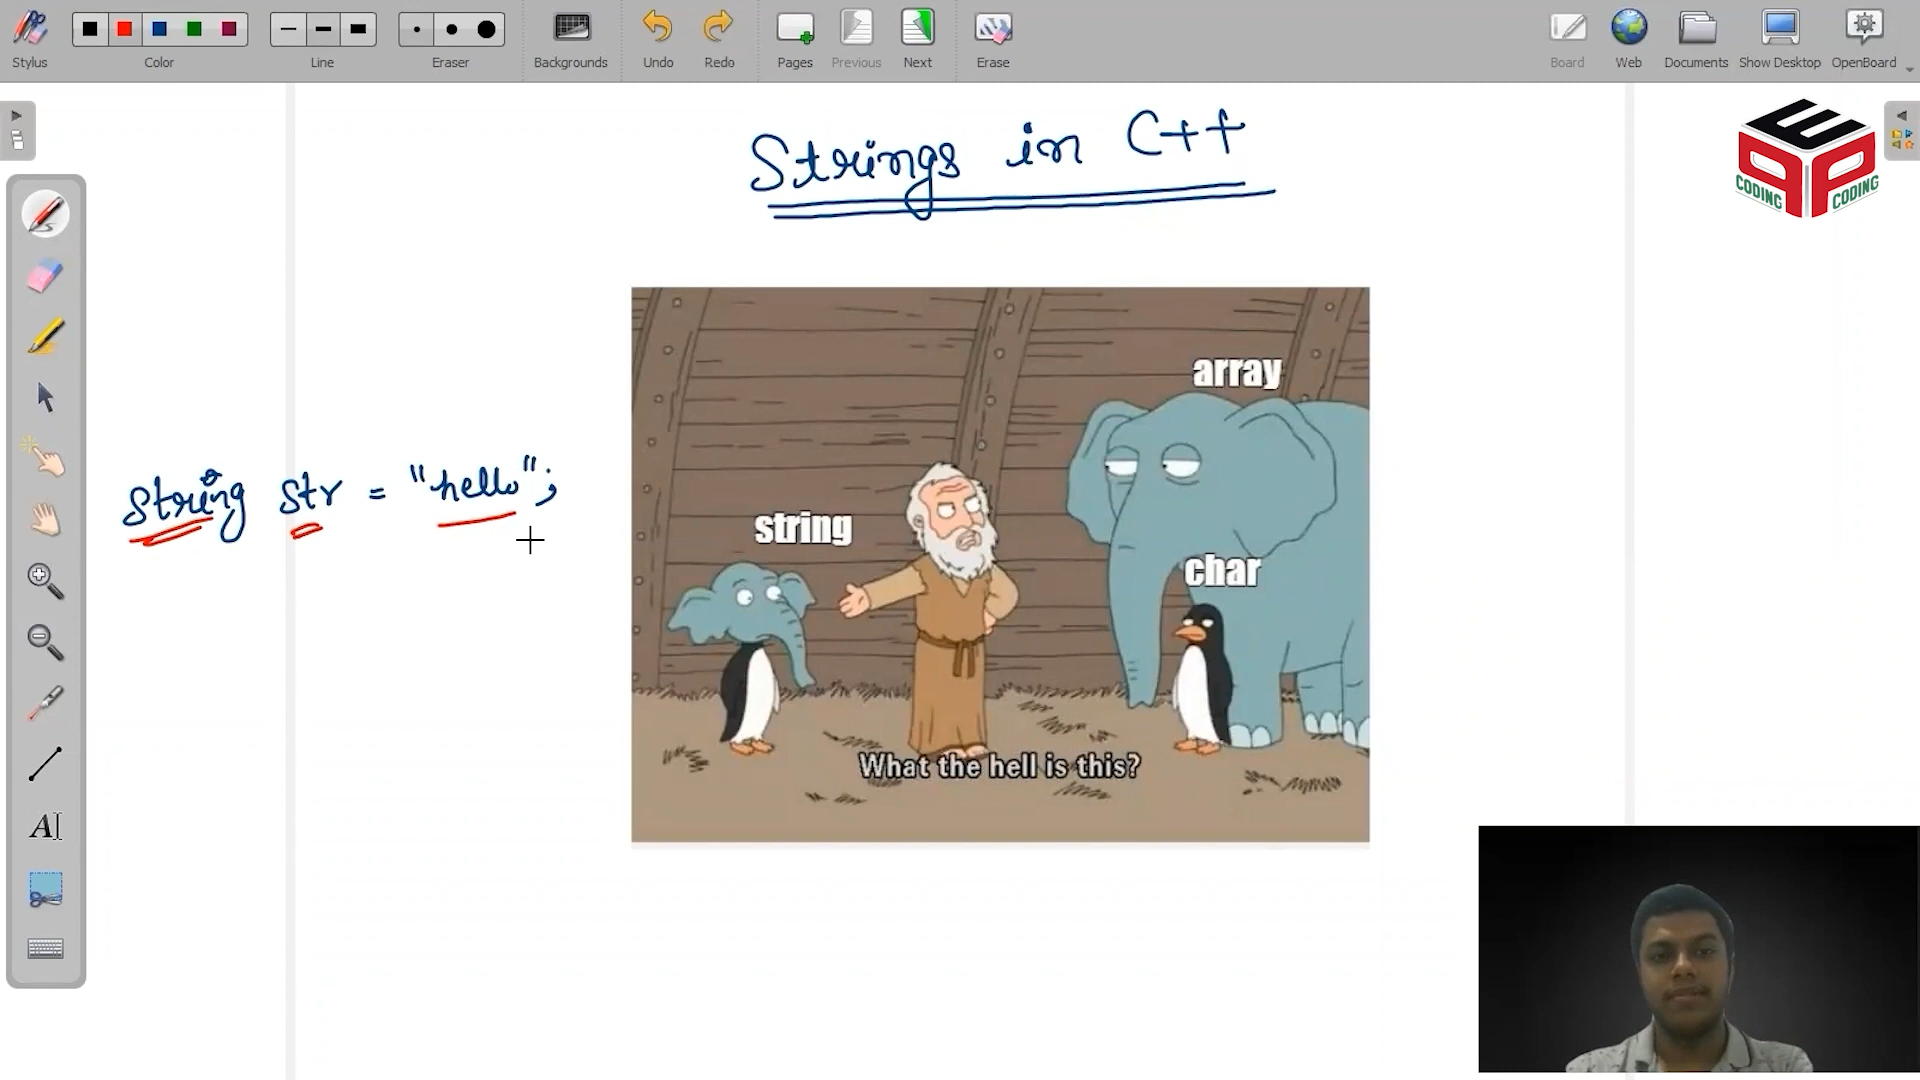 Stylus
Color
Line
Eraser
Backgrounds
Undo
Redo
Pages
Previous
Next
Erase
Board
Web
Documents
Show Desktop
OpenBoard
Strings in C++
CODING
CODING
array
String str = "hello";
string
char
What the hell is this?
AI